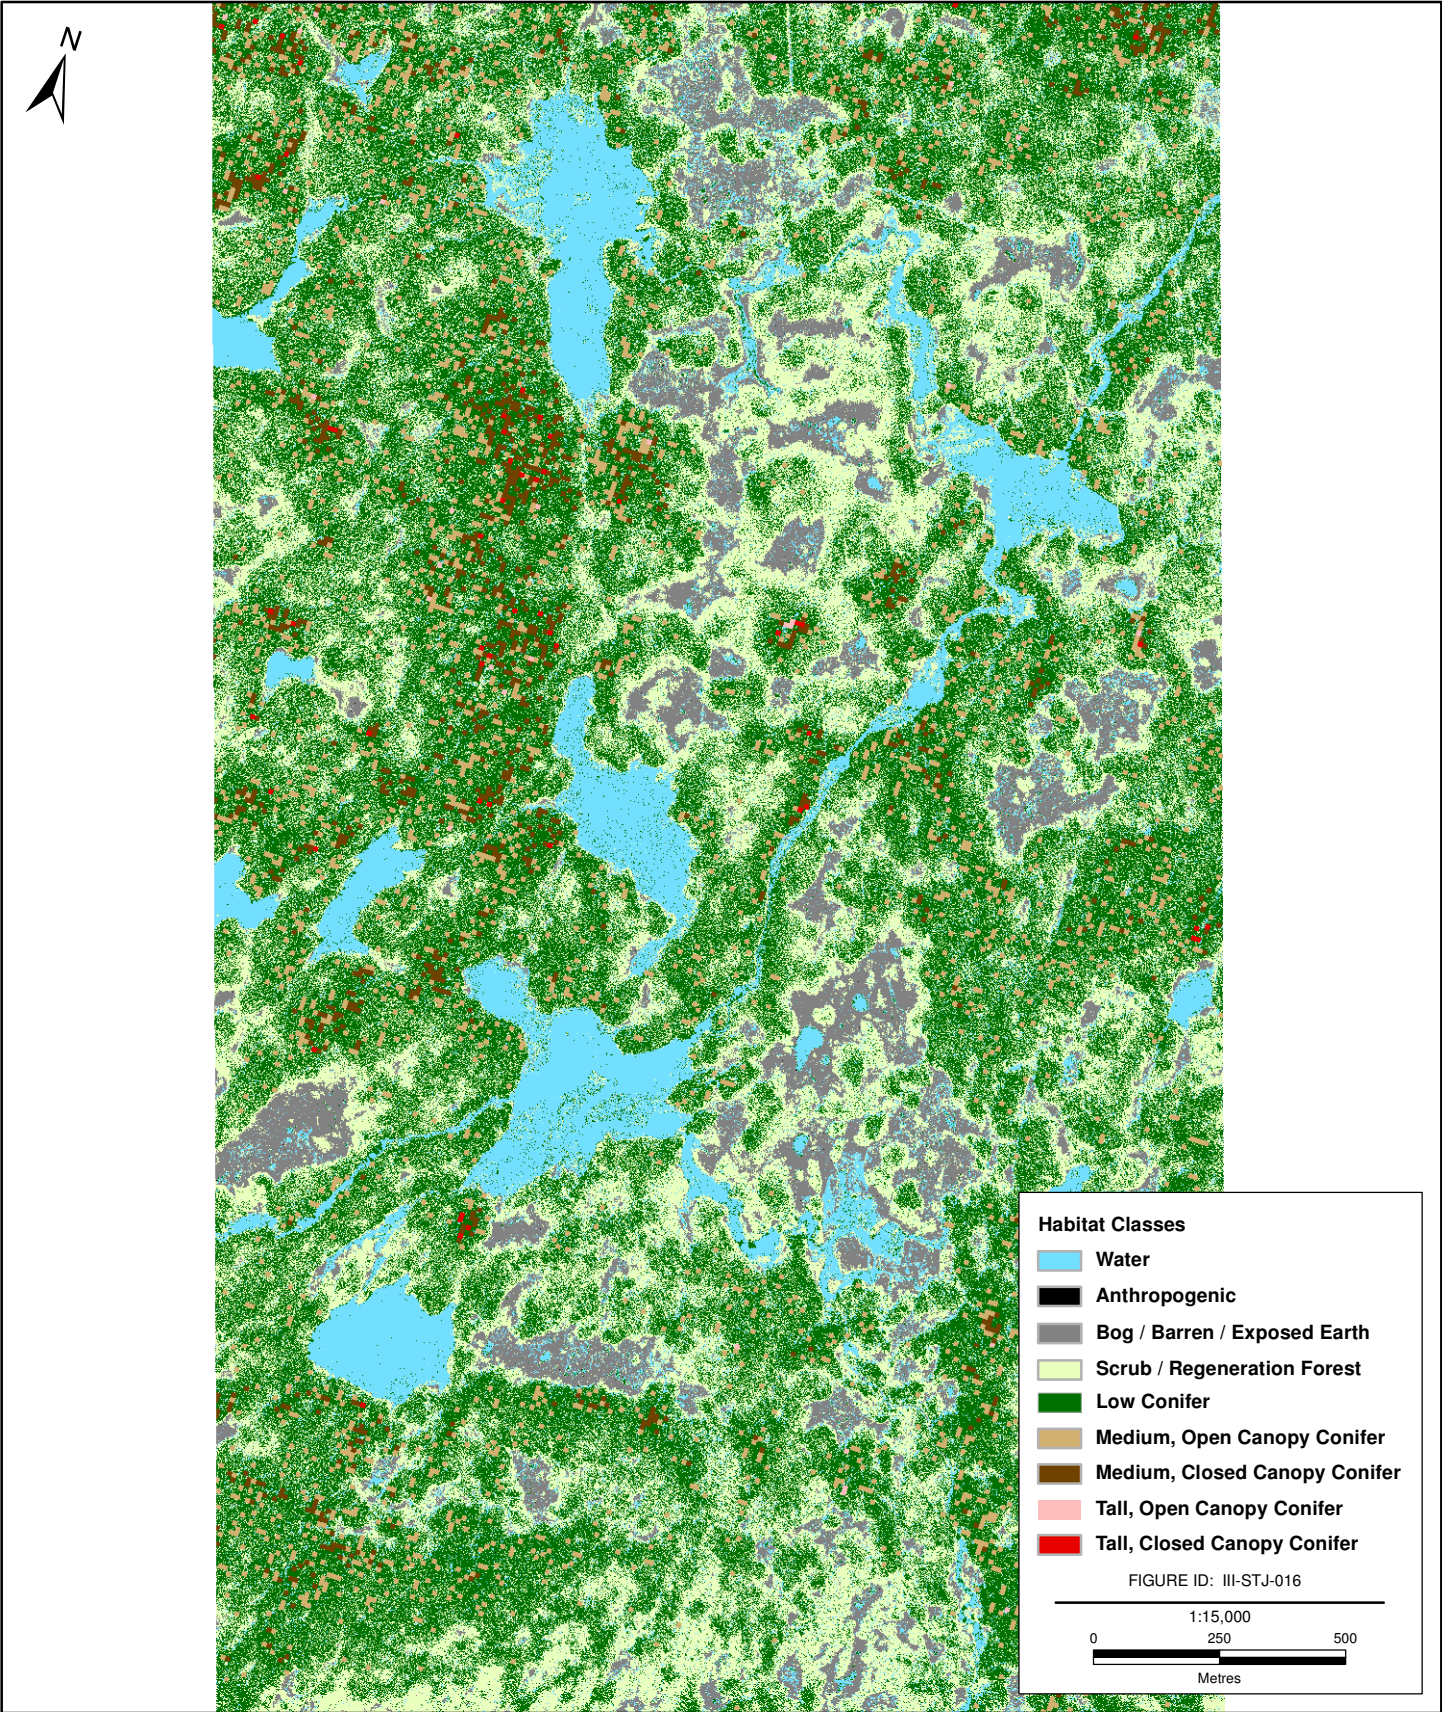 N
Habitat Classes
Water
Anthropogenic
Bog / Barren / Exposed Earth
Scrub / Regeneration Forest
Low Conifer
Medium, Open Canopy Conifer
Medium, Closed Canopy Conifer
Tall, Open Canopy Conifer
Tall, Closed Canopy Conifer
FIGURE ID: III-STJ-016
1:15,000
0 250 500
Metres